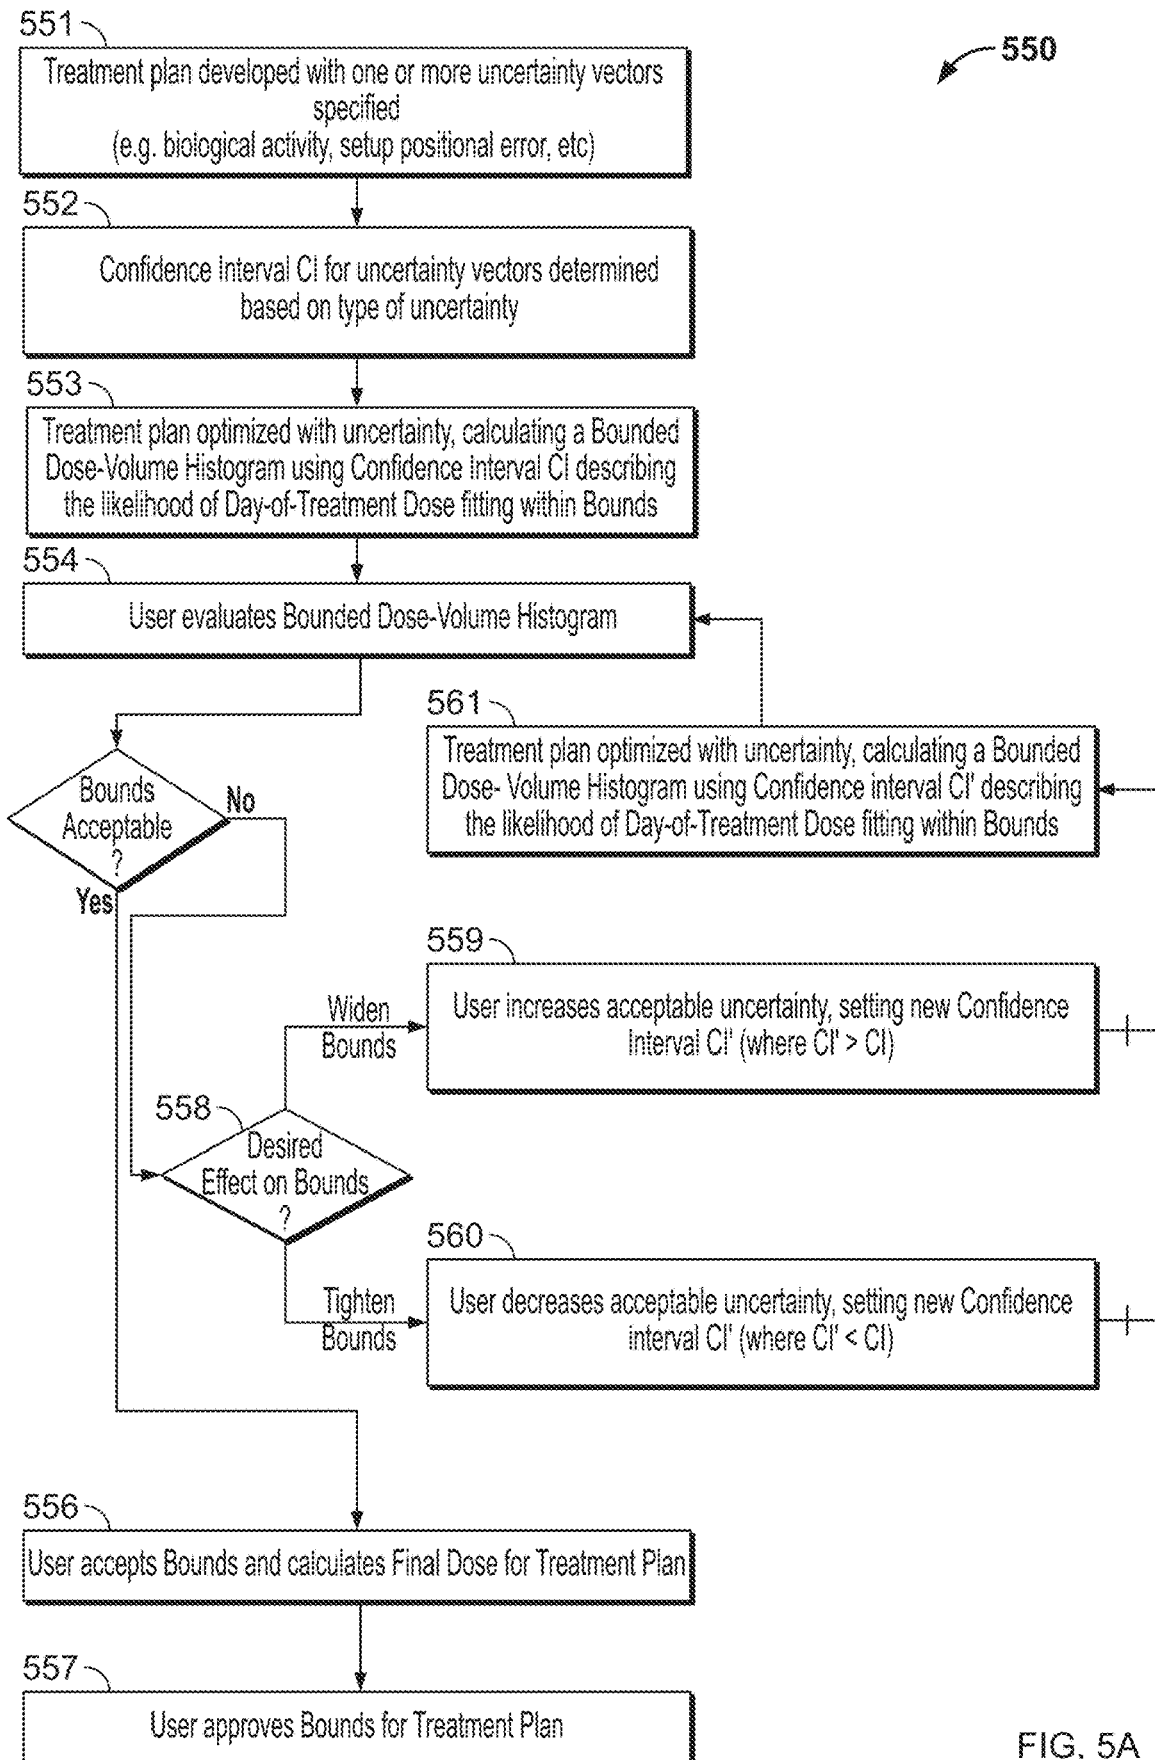 551
550
Treatment plan developed with one or more uncertainty vectors
specified
(e.g. biological activity, setup positional error, etc)
552
Confidence Interval CI for uncertainty vectors determined
based on type of uncertainty
553
Treatment plan optimized with uncertainty, calculating a Bounded
Dose-Volume Histogram using Confidence Interval CI describing
the likelihood of Day-of-Treatment Dose fitting within Bounds
554
User evaluates Bounded Dose-Volume Histogram
561
Treatment plan optimized with uncertainty, calculating a Bounded
Dose- Volume Histogram using Confidence interval CI' describing
the likelihood of Day-of-Treatment Dose fitting within Bounds
Bounds
Acceptable
?
No
Yes
559
User increases acceptable uncertainty, setting new Confidence
Interval CI' (where CI' > CI)
Widen
Bounds
558
Desired
Effect on Bounds
?
560
User decreases acceptable uncertainty, setting new Confidence
interval CI' (where CI' < CI)
Tighten
Bounds
556
User accepts Bounds and calculates Final Dose for Treatment Plan
557
User approves Bounds for Treatment Plan
FIG. 5A